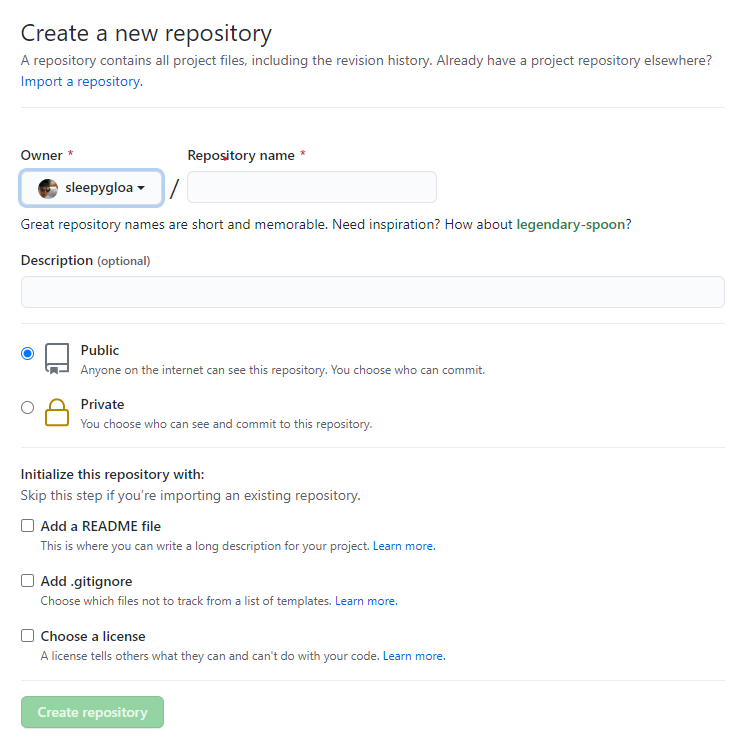 Create a new repository
A repository contains all project files, including the revision history. Already have a project repository elsewhere?
Import a repository.
Owner * Repository name *
sleepygloa / 
Great repository names are short and memorable. Need inspiration? How about legendary-spoon?
Description (optional)
Public
Anyone on the internet can see this repository. You choose who can commit.
Private
You choose who can see and commit to this repository.
Initialize this repository with:
Skip this step if you’re importing an existing repository.
Add a README file
This is where you can write a long description for your project. Learn more.
Add .gitignore
Choose which files not to track from a list of templates. Learn more.
Choose a license
A license tells others what they can and can't do with your code. Learn more.
Create repository